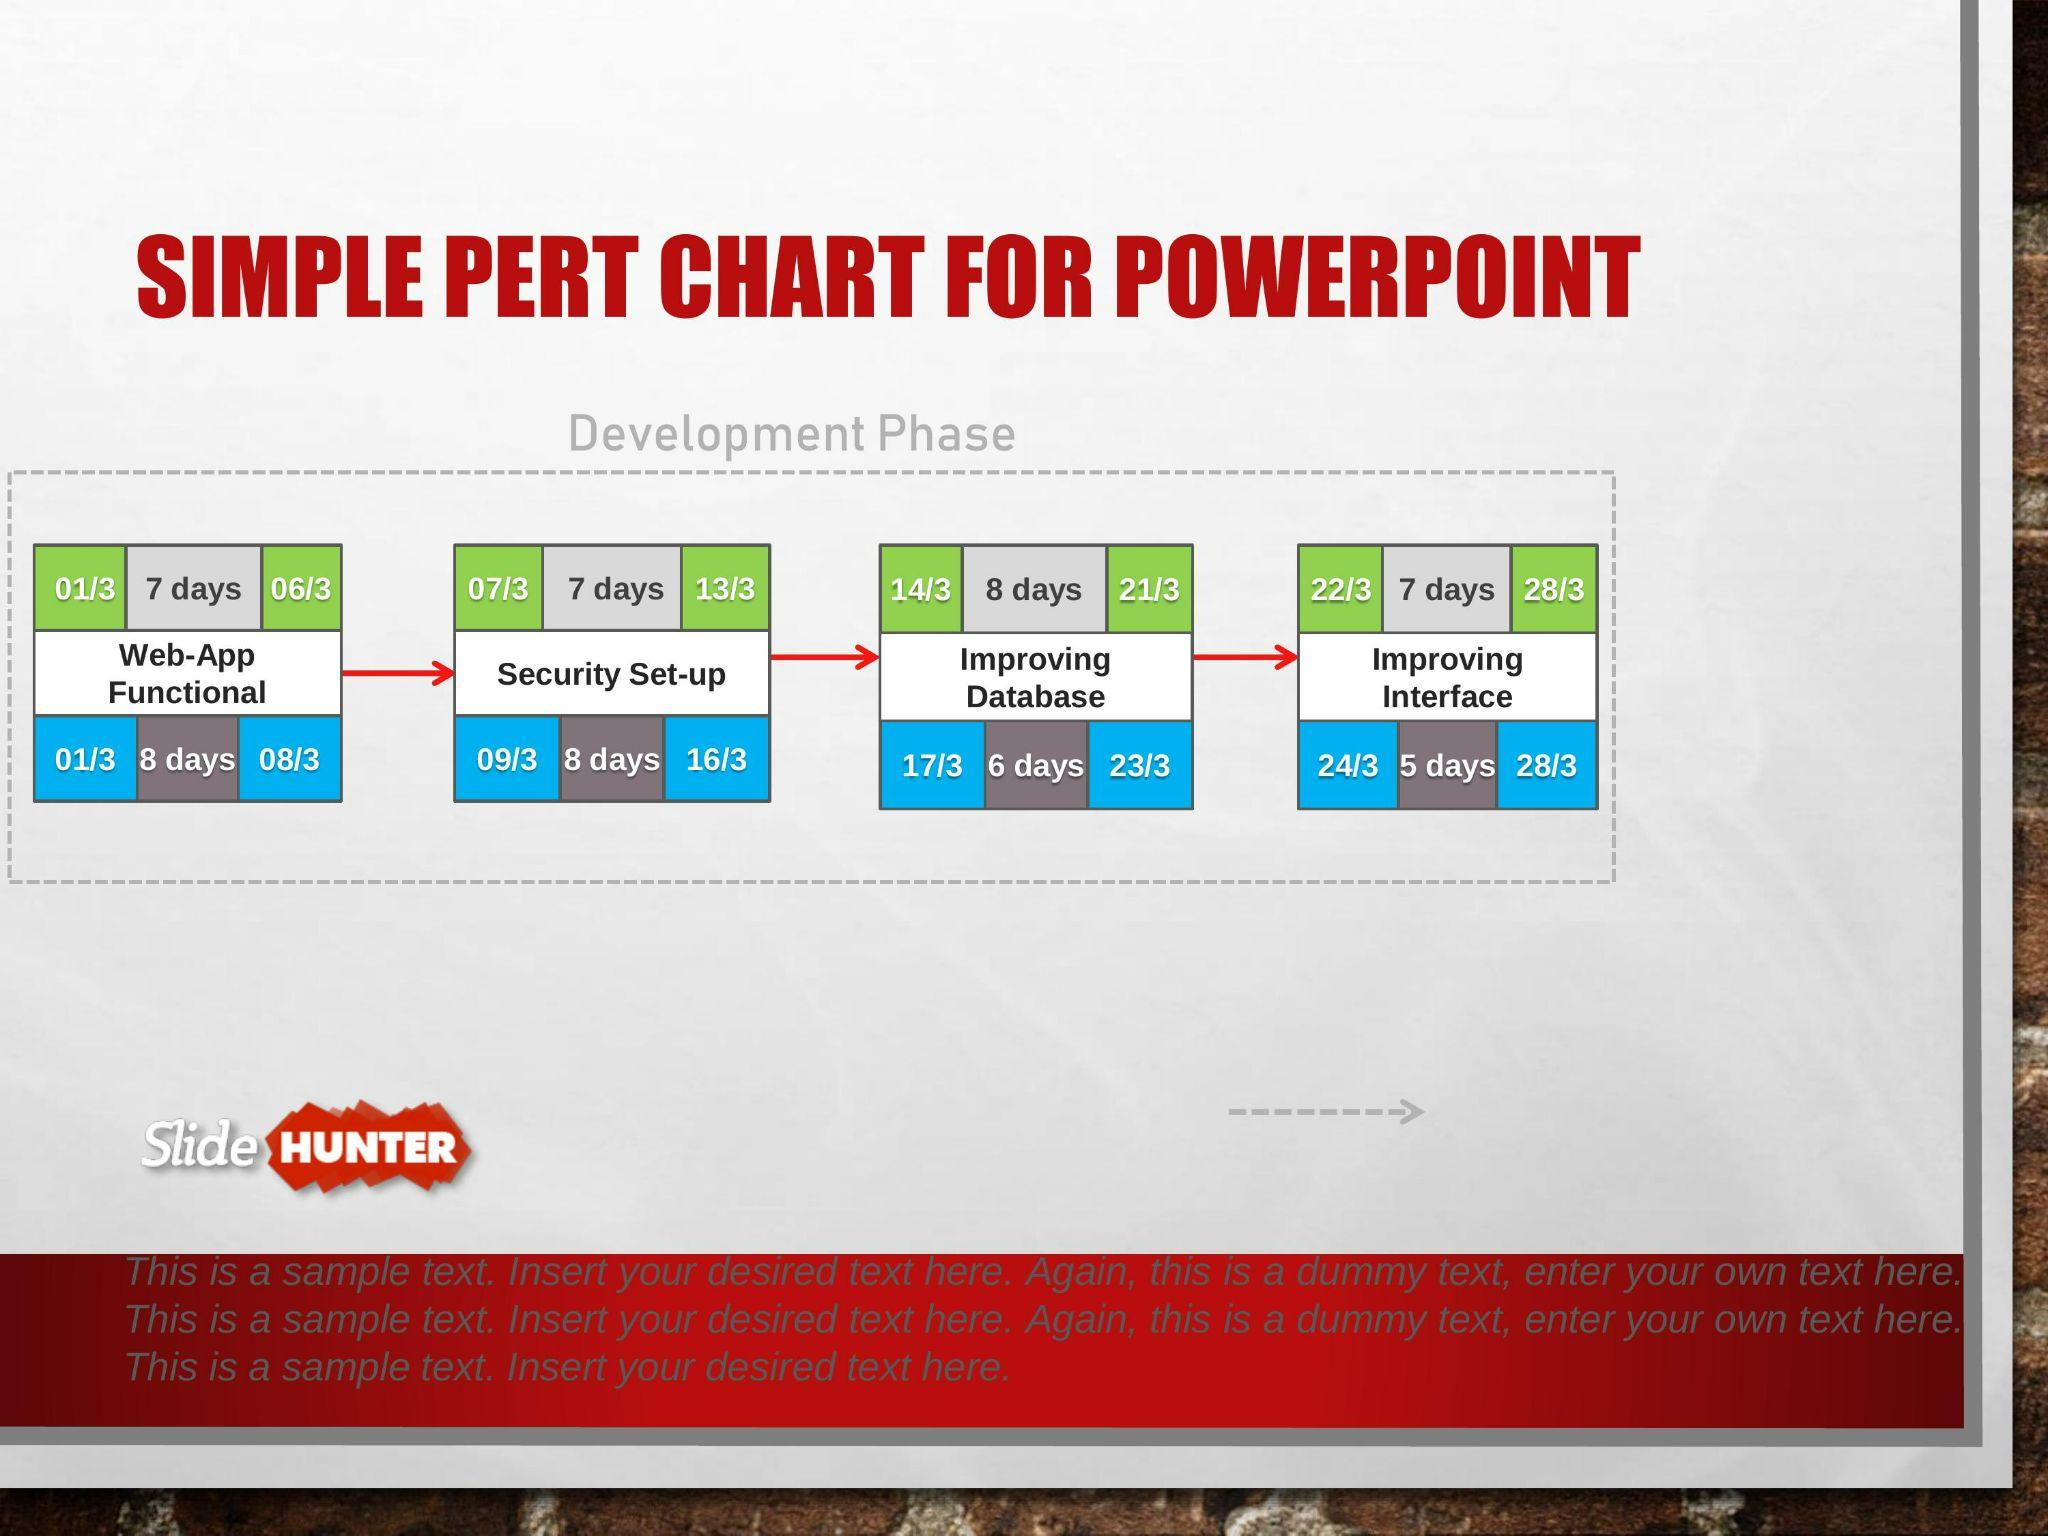 SIMPLE PERT CHART FOR POWERPOINT
Development Phase
01/3 7 days 06/3
Web-App
Functional
01/3 8 days 08/3
07/3 7 days 13/3
Security Set-up
09/3 8 days 16/3
14/3 8 days 21/3
Improving
Database
17/3 6 days 23/3
22/3 7 days 28/3
Improving
Interface
24/3 5 days 28/3
Slide HUNTER
This is a sample text. Insert your desired text here. Again, this is a dummy text, enter your own text here.
This is a sample text. Insert your desired text here. Again, this is a dummy text, enter your own text here.
This is a sample text. Insert your desired text here.